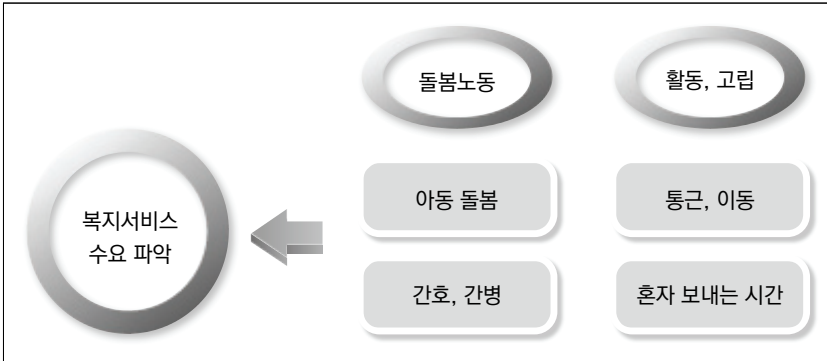 돌봄노동
활동, 고립
복지서비스
수요 파악
아동 돌봄
통근, 이동
간호, 간병
혼자 보내는 시간